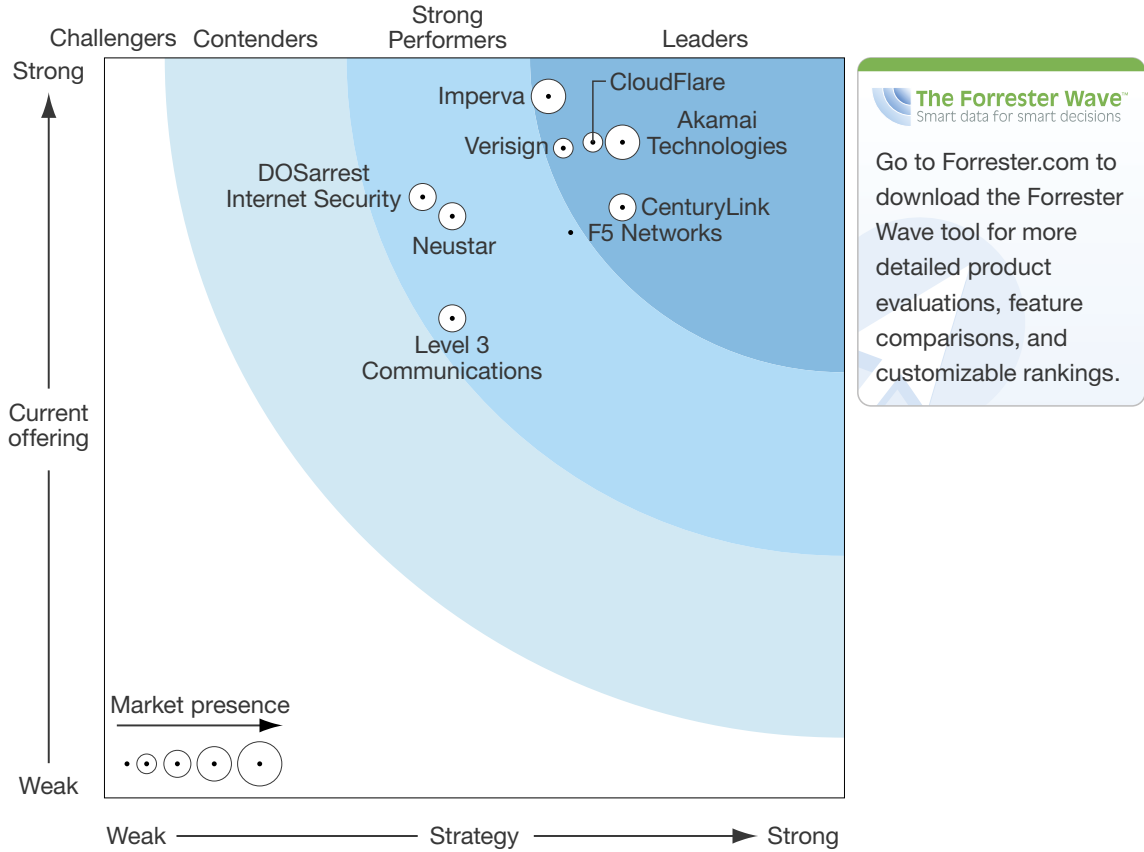 Challengers
Contenders
Strong
Performers
Leaders
Strong
Current
offering
Weak
Imperva
CloudFlare
Verisign
Akamai
Technologies
DOSarrest
Internet Security
Neustar
CenturyLink
F5 Networks
Level 3
Communications
Market presence
Weak
Strategy
Strong
The Forrester Wave™
Smart data for smart decisions
Go to Forrester.com to
download the Forrester
Wave tool for more
detailed product
evaluations, feature
comparisons, and
customizable rankings.